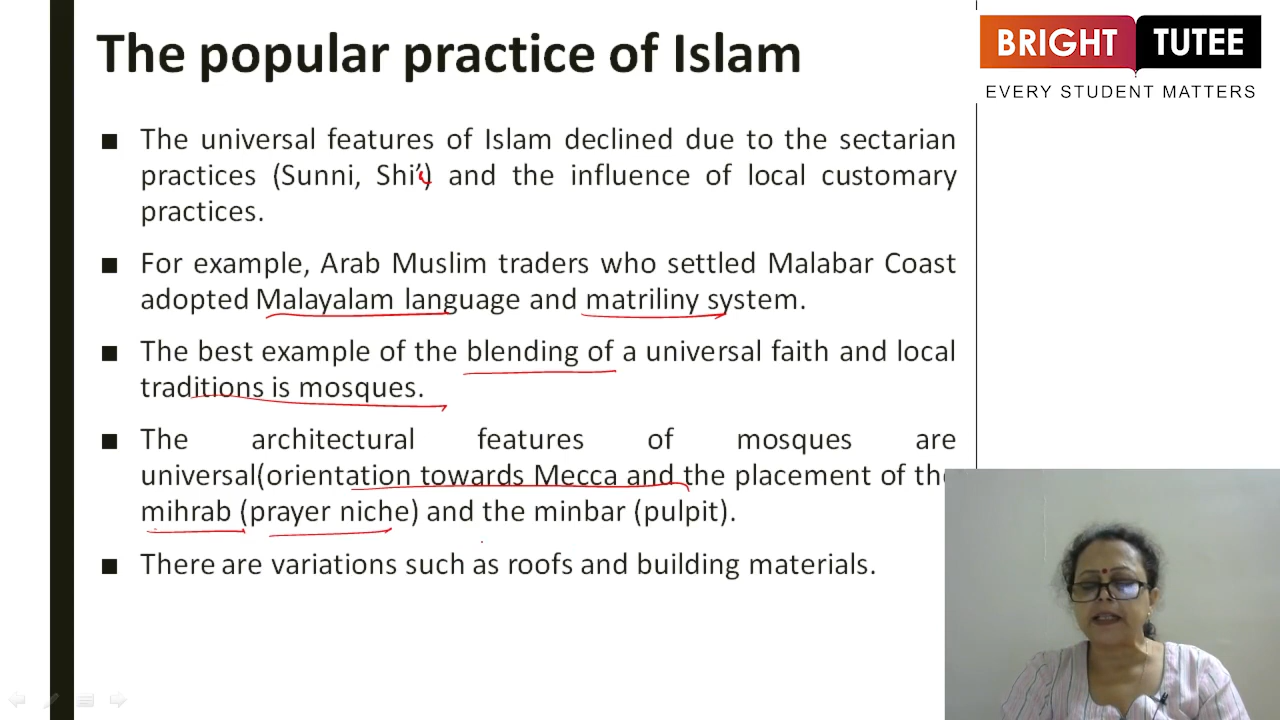 The popular practice of Islam
BRIGHT TUTEE
EVERY STUDENT MATTERS
■ The universal features of Islam declined due to the sectarian
practices (Sunni, Shi') and the influence of local customary
practices.
■ For example, Arab Muslim traders who settled Malabar Coast
adopted Malayalam language and matriliny system.
■ The best example of the blending of a universal faith and local
traditions is mosques.
■ The architectural features of mosques are
universal(orientation towards Mecca and the placement of the
mihrab (prayer niche) and the minbar (pulpit).
■ There are variations such as roofs and building materials.